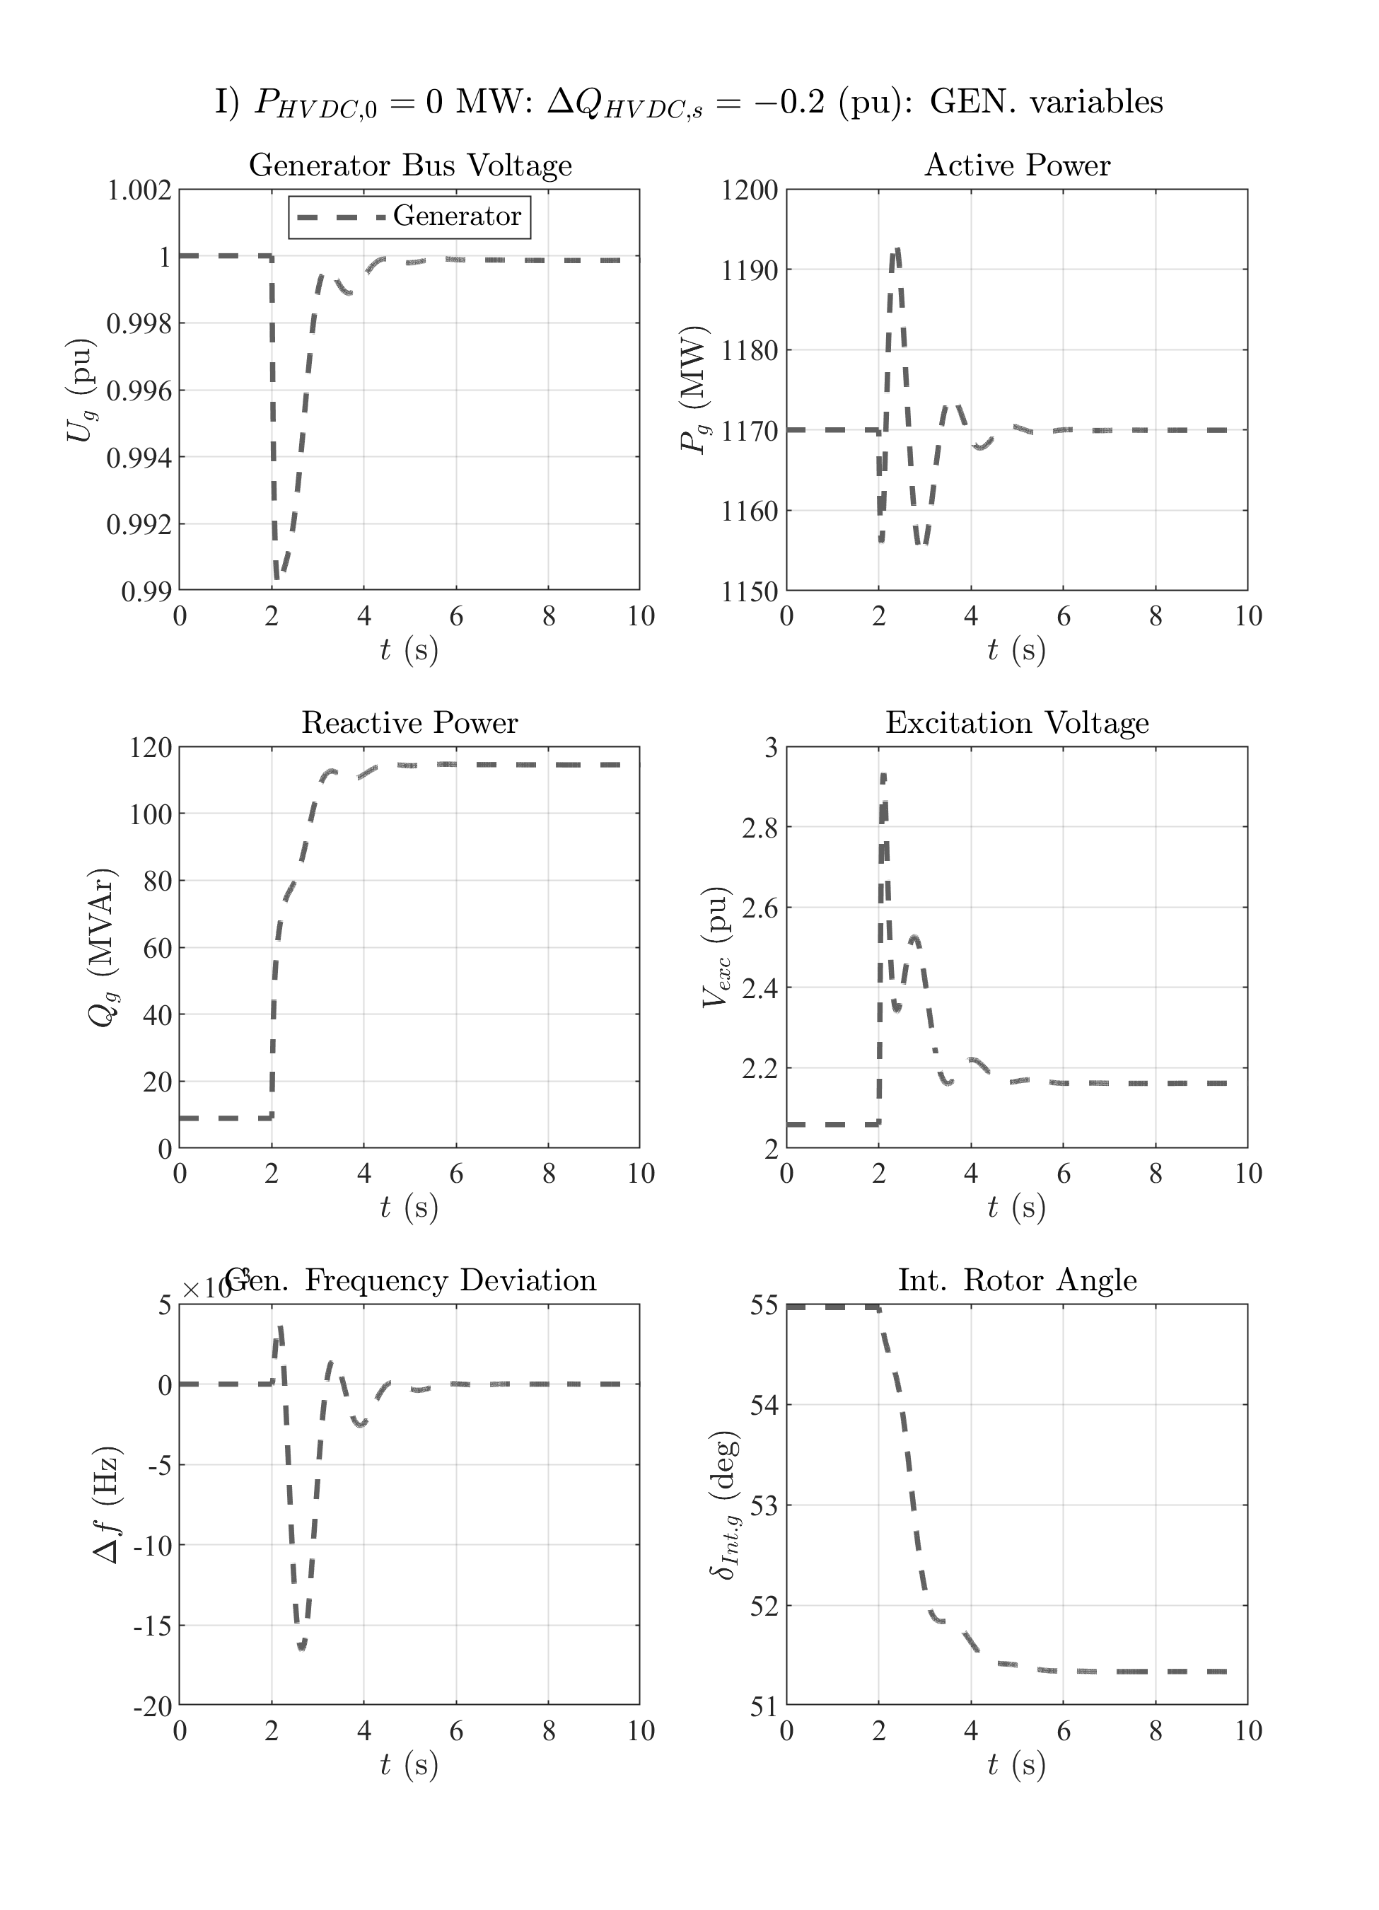 I) P_{HVDC,0} = 0 MW: ΔQ_{HVDC,s} = −0.2 (pu): GEN. variables
Generator Bus Voltage
1.002
1
0.998
0.996
0.994
0.992
0.99
U_g (pu)
Generator
0 2 4 6 8 10
t (s)
Active Power
1200
1190
1180
1170
1160
1150
P_g (MW)
0 2 4 6 8 10
t (s)
Reactive Power
120
100
80
60
40
20
0
Q_g (MVAr)
0 2 4 6 8 10
t (s)
Excitation Voltage
3
2.8
2.6
2.4
2.2
2
V_{exc} (pu)
0 2 4 6 8 10
t (s)
Gen. Frequency Deviation
×10^{-3}
5
0
-5
-10
-15
-20
Δf (Hz)
0 2 4 6 8 10
t (s)
Int. Rotor Angle
55
54
53
52
51
δ_{Int.g} (deg)
0 2 4 6 8 10
t (s)